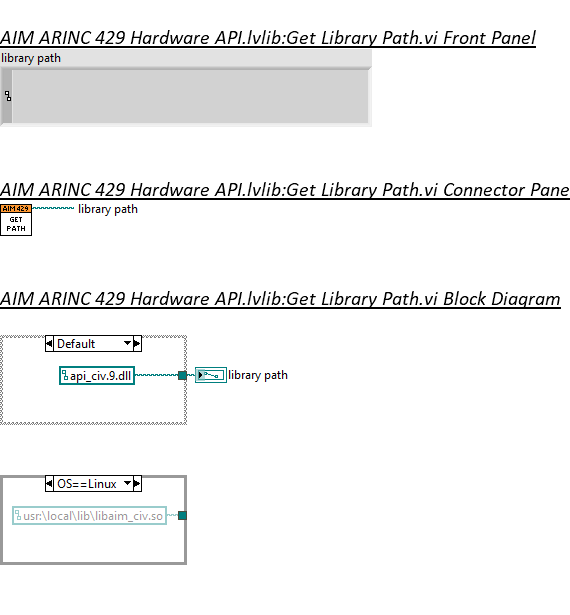 AIM ARINC 429 Hardware API.lvlib:Get Library Path.vi Front Panel
library path
AIM ARINC 429 Hardware API.lvlib:Get Library Path.vi Connector Pane
AIM 429
GET
PATH
library path
AIM ARINC 429 Hardware API.lvlib:Get Library Path.vi Block Diagram
Default
api_civ.9.dll
library path
OS==Linux
usr:\local\lib\libaim_civ.so